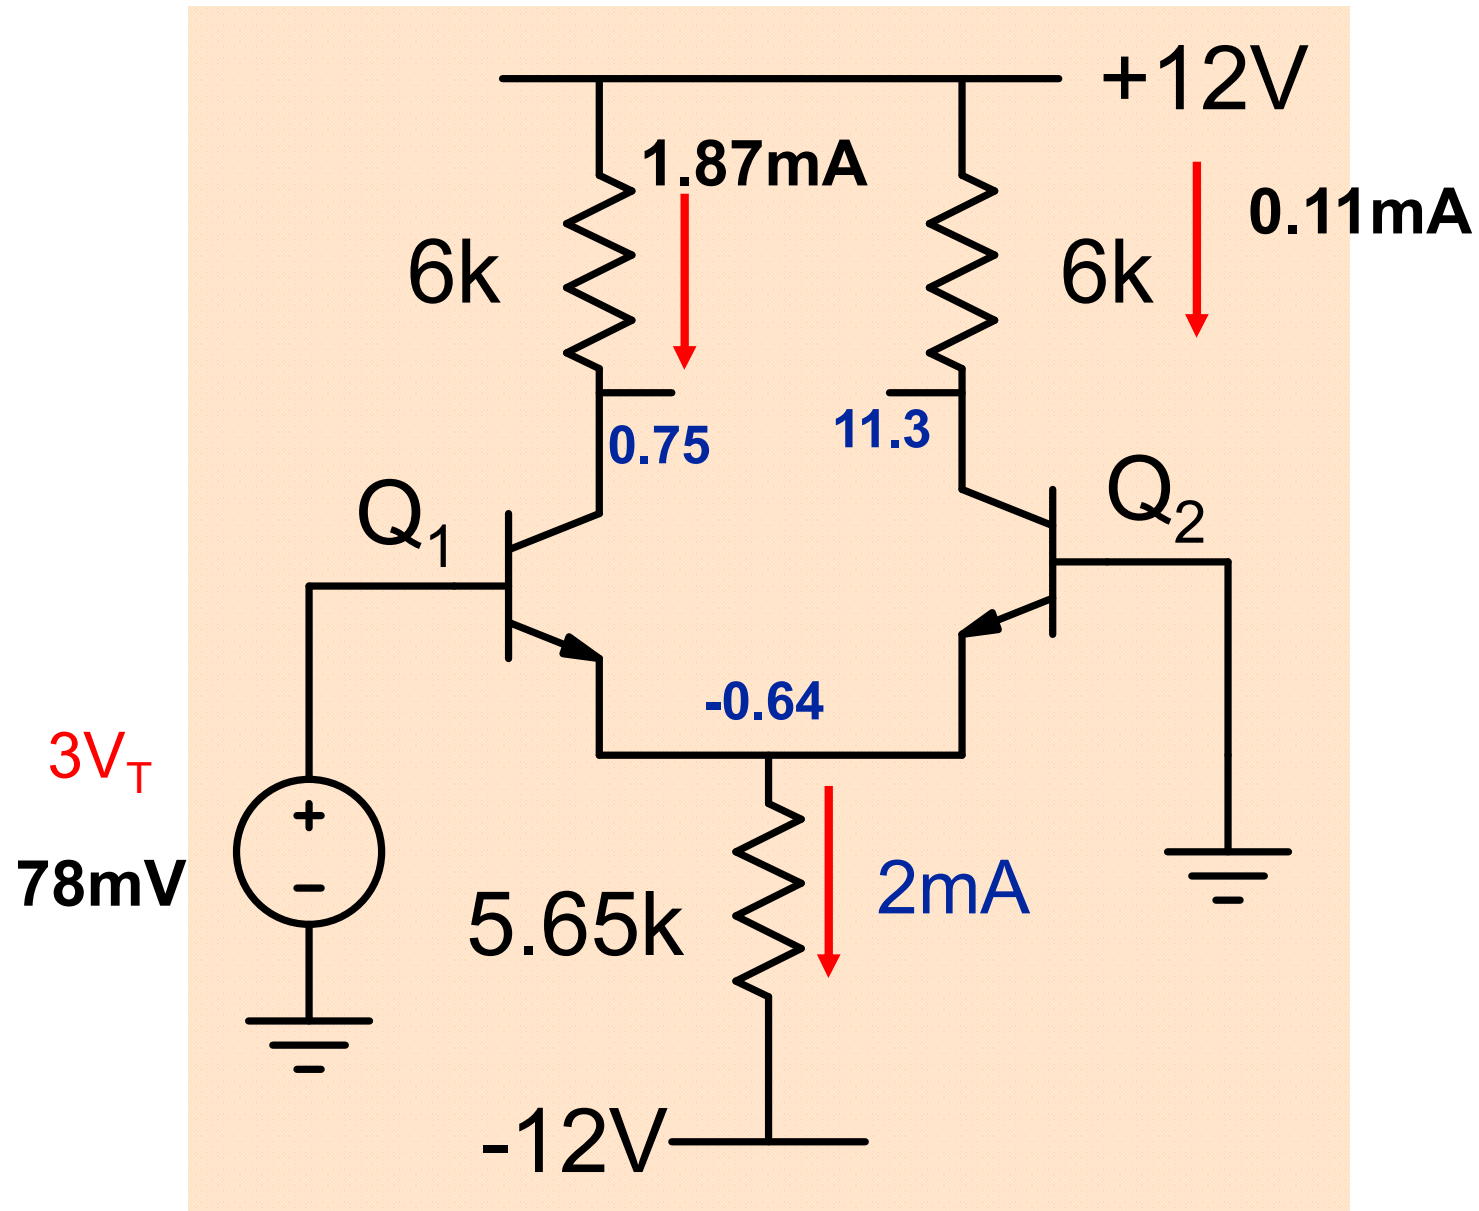 +12V
1.87mA
0.11mA
6k
6k
0.75
11.3
Q1
Q2
-0.64
3VT
+
78mV
-
5.65k
2mA
-12V